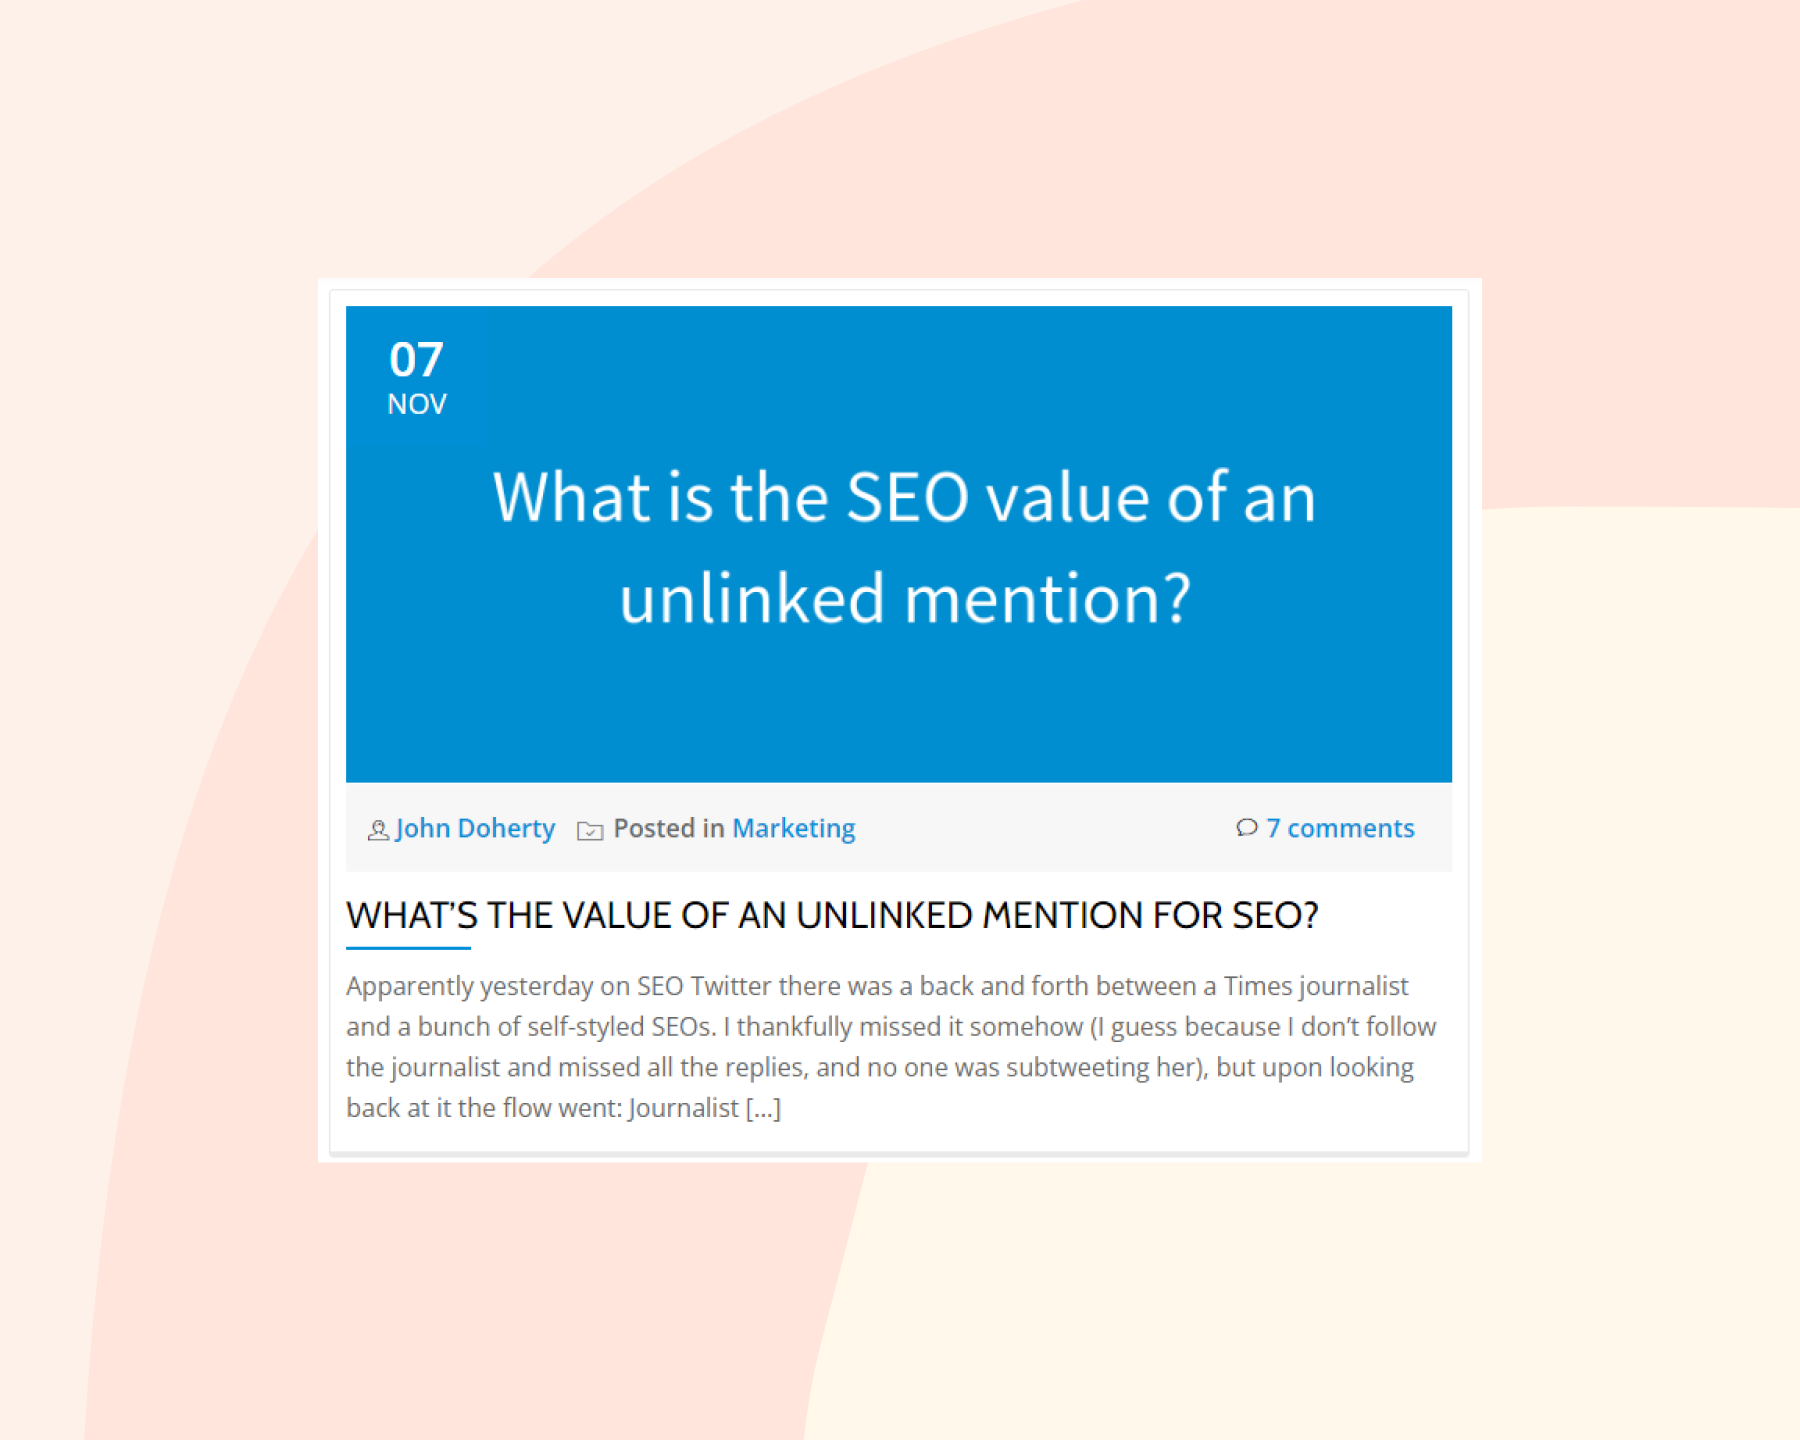 07
NOV
What is the SEO value of an
unlinked mention?
John Doherty Posted in Marketing 7 comments
WHAT’S THE VALUE OF AN UNLINKED MENTION FOR SEO?
Apparently yesterday on SEO Twitter there was a back and forth between a Times journalist
and a bunch of self-styled SEOs. I thankfully missed it somehow (I guess because I don’t follow
the journalist and missed all the replies, and no one was subtweeting her), but upon looking
back at it the flow went: Journalist [...]